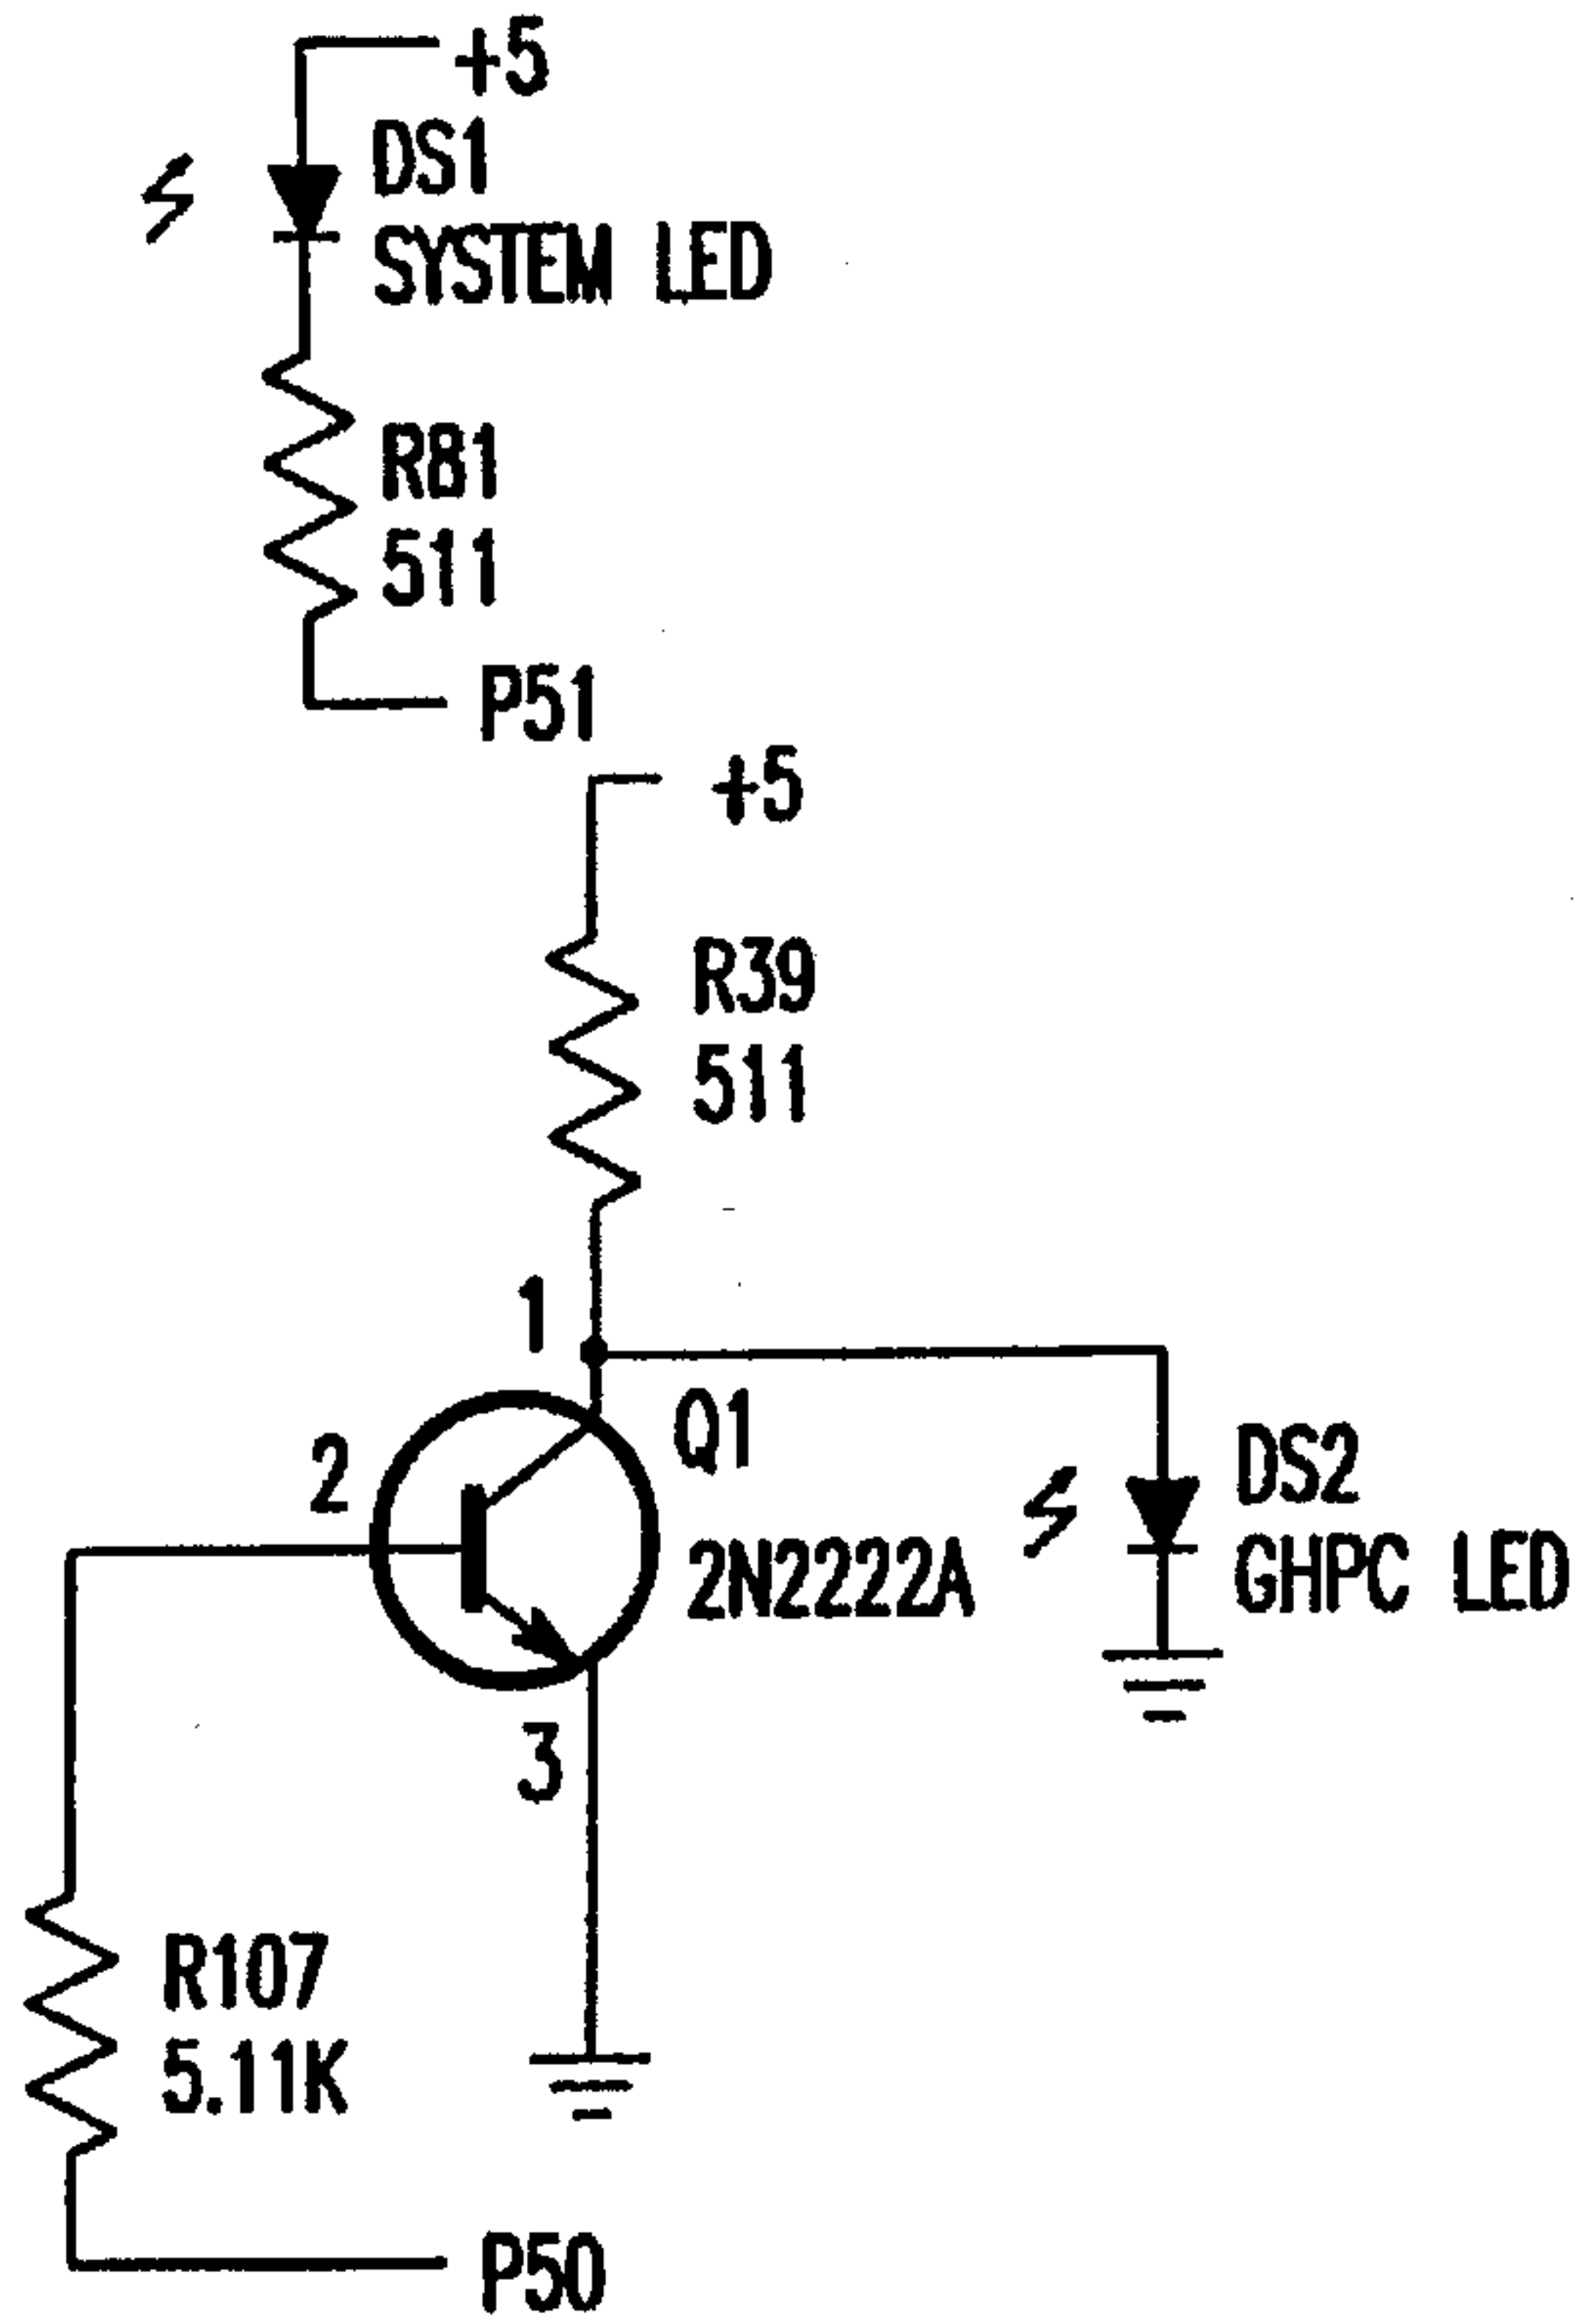 +5
DS1
SYSTEM LED
R81
511
P51
+5
R39
511
1
Q1
2
2N2222A
DS2
GHPC LED
3
R107
5.11K
P50